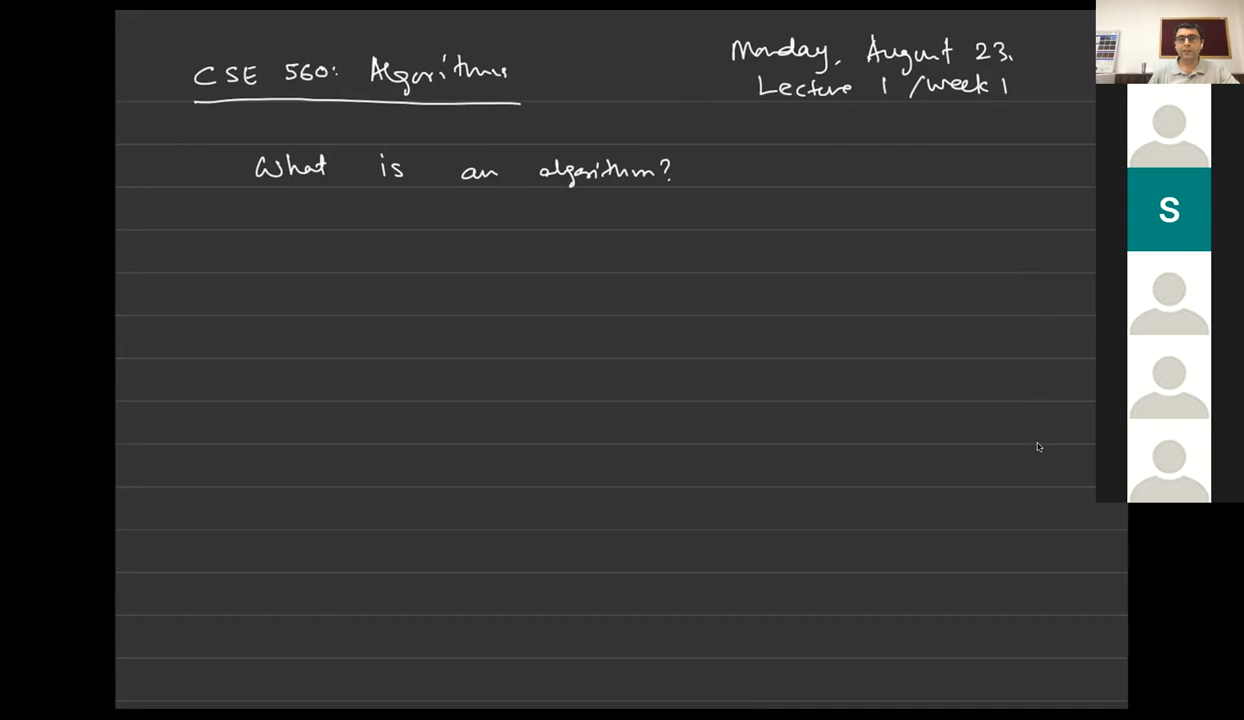 CSE 560: Algorithms
Monday, August 23.
Lecture 1 / Week 1
What is an algorithm?
S